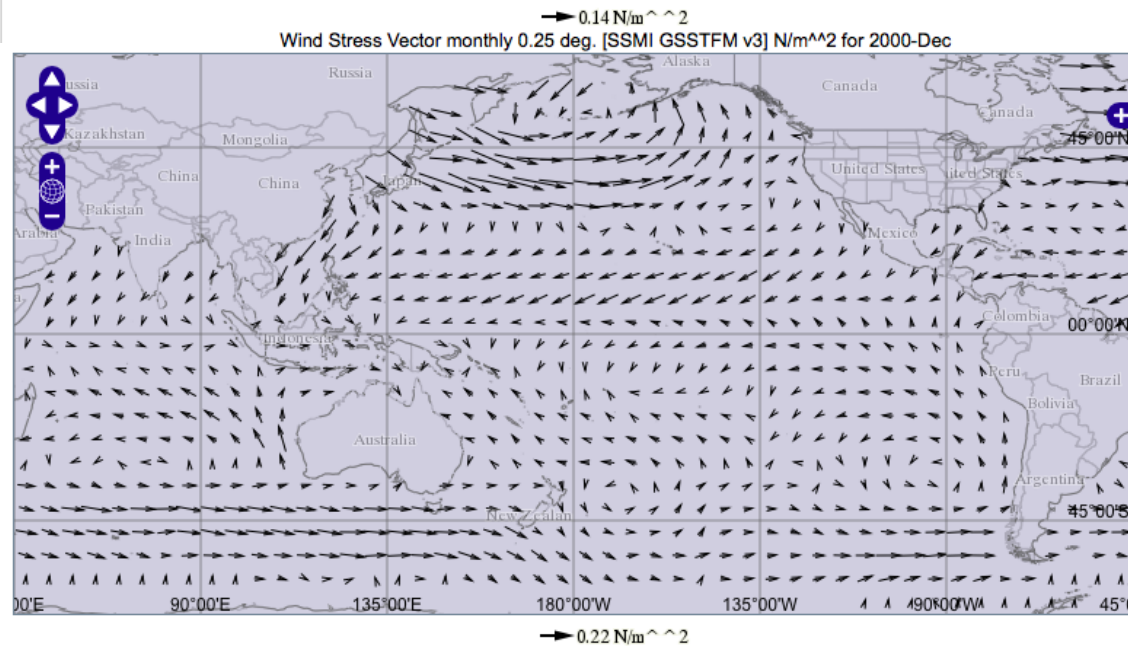 0.14 N/m^ ^ 2
Wind Stress Vector monthly 0.25 deg. [SSMI GSSTFM v3] N/m^^2 for 2000-Dec
Alaska
Russia
ussia
Canada
anada
Kazakhstan
Mongolia
45°00'N
China
China
Japan
United States
ited States
Pakistan
Arabia
India
Mexico
a
Colombia
00°00'N
Indonesia
Peru
Brazil
Bolivia
Australia
Argentina
New Zealan
45°00'S
00'E
90°00'E
135°00'E
180°00'W
135°00'W
90°00'W
45°
0.22 N/m^ ^ 2